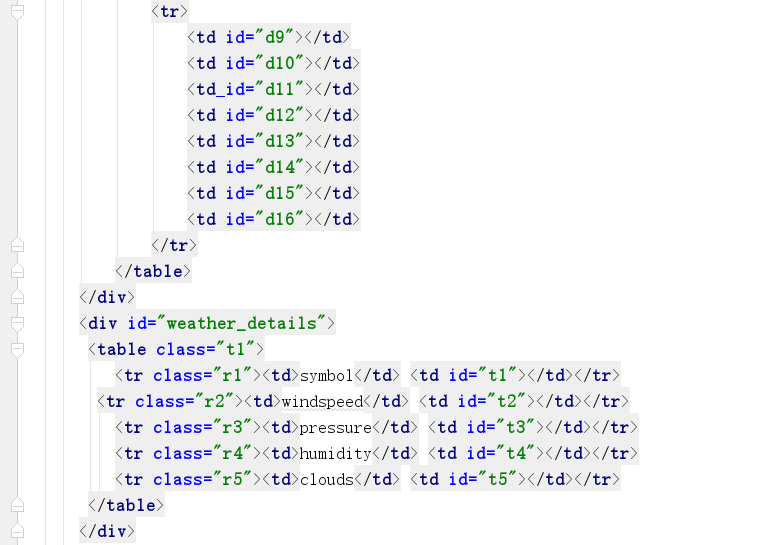 <tr>
<td id="d9"></td>
<td id="d10"></td>
<td_id="d11"></td>
<td id="d12"></td>
<td id="d13"></td>
<td id="d14"></td>
<td id="d15"></td>
<td id="d16"></td>
</tr>
</table>
</div>
<div id="weather_details">
<table class="t1">
<tr class="r1"><td>symbol</td> <td id="t1"></td></tr>
<tr class="r2"><td>windspeed</td> <td id="t2"></td></tr>
<tr class="r3"><td>pressure</td> <td id="t3"></td></tr>
<tr class="r4"><td>humidity</td> <td id="t4"></td></tr>
<tr class="r5"><td>clouds</td> <td id="t5"></td></tr>
</table>
</div>